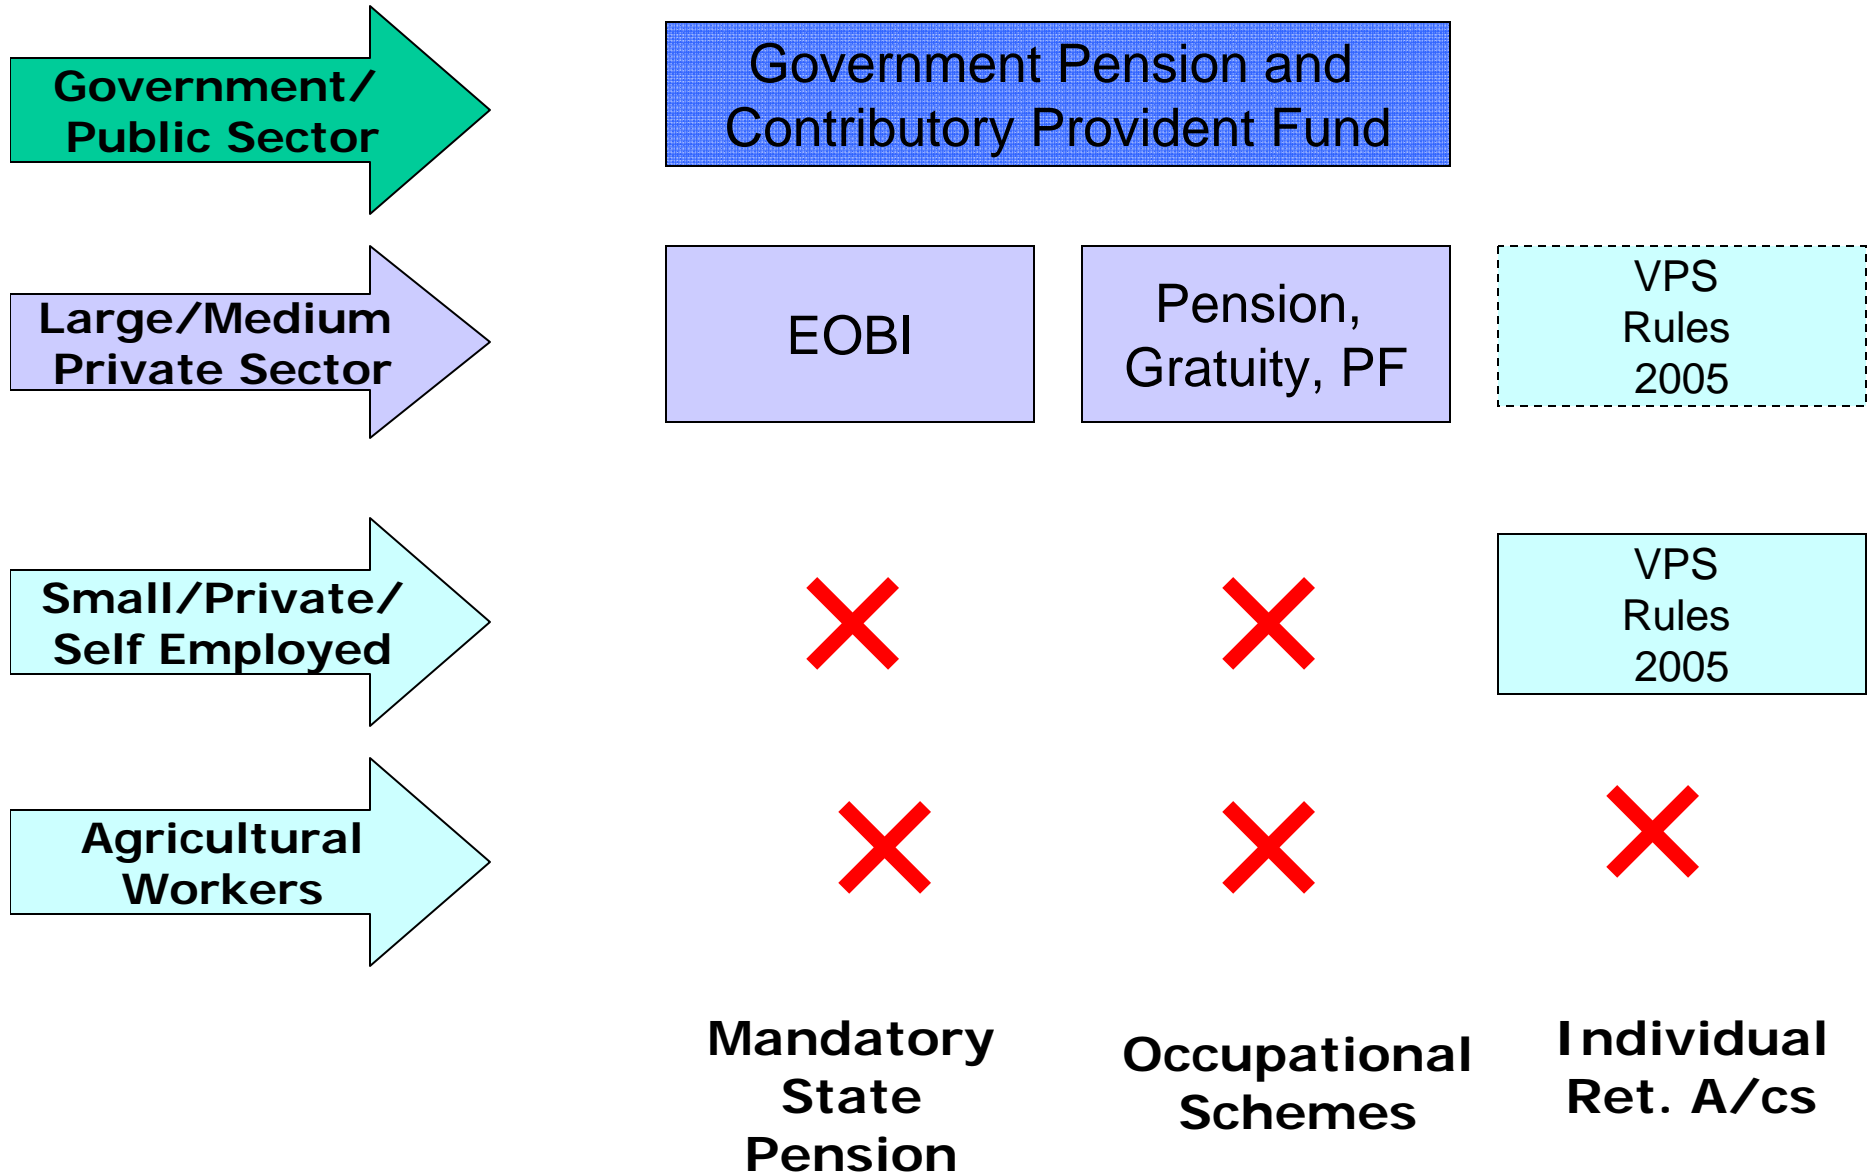 Government/
Public Sector
Government Pension and
Contributory Provident Fund
Large/Medium
Private Sector
EOBI
Pension,
Gratuity, PF
VPS
Rules
2005
Small/Private/
Self Employed
VPS
Rules
2005
Agricultural
Workers
Mandatory
State
Pension
Occupational
Schemes
Individual
Ret. A/cs